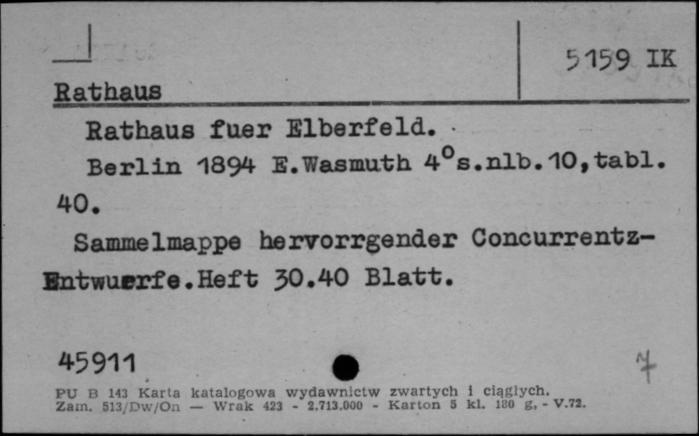 5159 IK
Rathaus
Rathaus fuer Elberfeld.
Berlin 1894 E.Wasmuth 4°s.nlb.10,tabl.
40.
Sammelmappe hervorrgender Concurrentz-
Entwuerfe.Heft 30.40 Blatt.
45911
PU B 143 Karta katalogowa wydawnictw zwartych i ciągłych.
Zam. 513/Dw/On — Wrak 423 - 2.713.000 - Karton 5 kl. 180 g, - V.72.